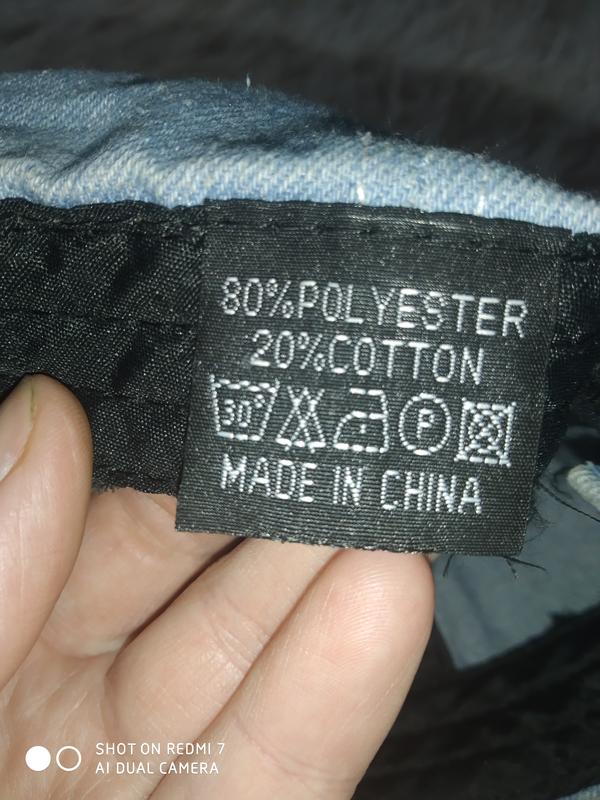 80%POLYESTER
20%COTTON
30°
P
MADE IN CHINA
SHOT ON REDMI 7
AI DUAL CAMERA